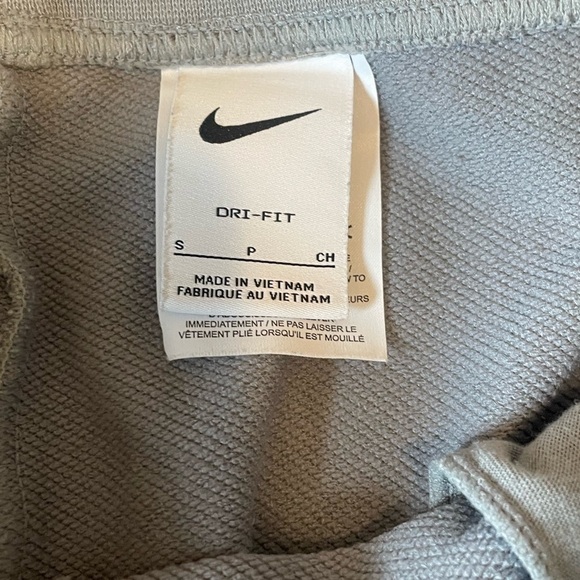 DRI-FIT
S P CH
MADE IN VIETNAM
FABRIQUE AU VIETNAM
IMMEDIATEMENT / NE PAS LAISSER LE
VÊTEMENT PLIÉ LORSQU'IL EST MOUILLÉ